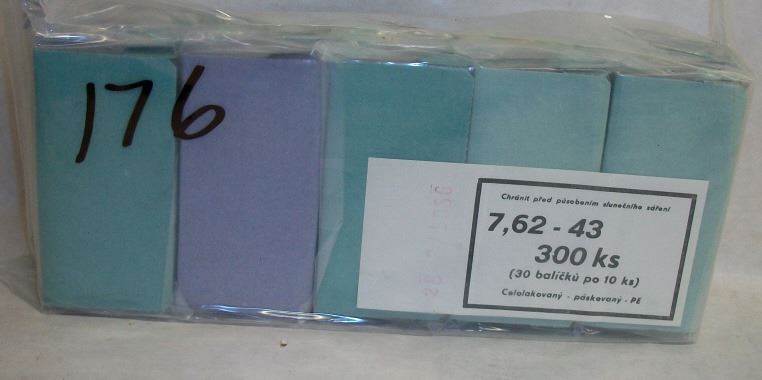 176
Chránit před působením slunečního záření
7,62 - 43
300 ks
(30 balíčků po 10 ks)
Celolakovaný - páskovaný - PE